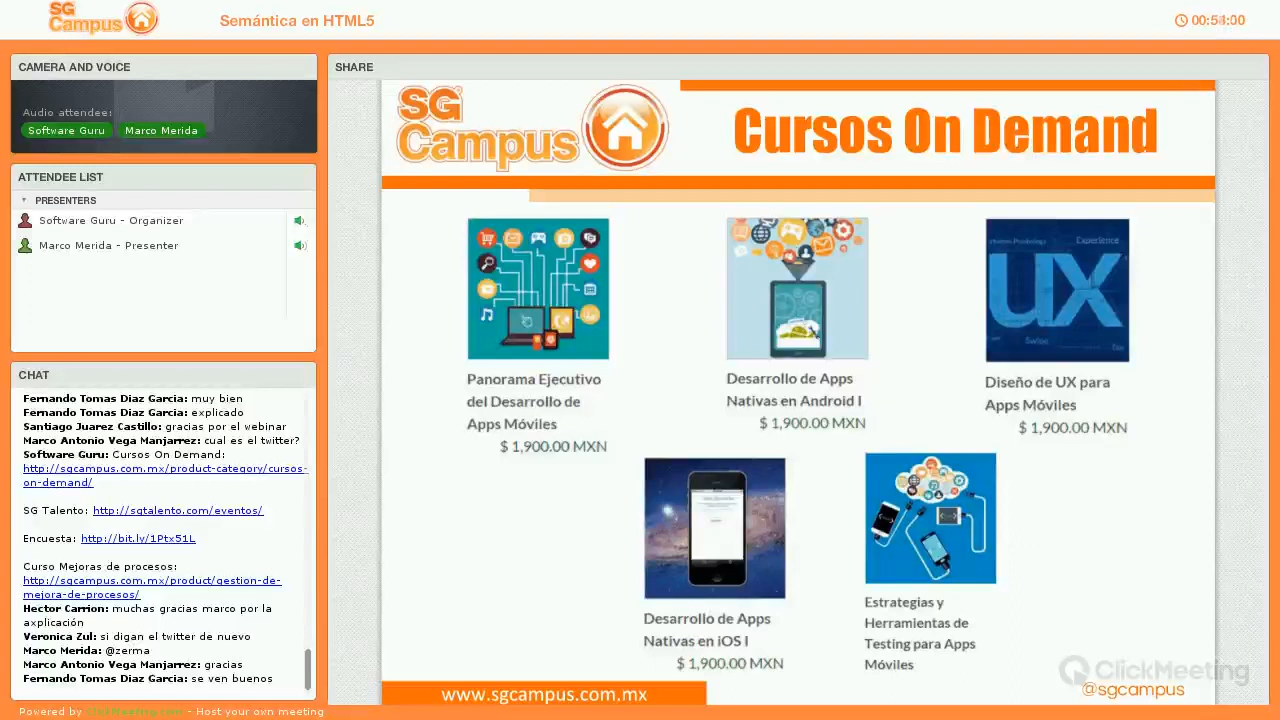 SG Campus
Semántica en HTML5
CAMERA AND VOICE
Audio attendee:
Software Guru
Marco Merida
ATTENDEE LIST
PRESENTERS
Software Guru - Organizer
Marco Merida - Presenter
CHAT
Fernando Tomas Diaz Garcia: muy bien
Fernando Tomas Diaz Garcia: explicado
Santiago Juarez Castillo: gracias por el webinar
Marco Antonio Vega Manjarrez: cual es el twitter?
Software Guru: Cursos On Demand:
http://sgcampus.com.mx/product-category/cursos-
on-demand/
SG Talento: http://sgtalento.com/eventos/
Encuesta: http://bit.ly/1Ptx51L
Curso Mejoras de procesos:
http://sgcampus.com.mx/product/gestion-de-
mejora-de-procesos/
Hector Carrion: muchas gracias marco por la
axplicación
Veronica Zul: si digan el twitter de nuevo
Marco Merida: @zerma
Marco Antonio Vega Manjarrez: gracias
Fernando Tomas Diaz Garcia: se ven buenos
Powered by ClickMeeting.com - Host your own meeting
SHARE
SG
Campus
Cursos On Demand
Experience
UX
Panorama Ejecutivo
del Desarrollo de
Apps Móviles
$ 1,900.00 MXN
Desarrollo de Apps
Nativas en Android I
$ 1,900.00 MXN
Diseño de UX para
Apps Móviles
$ 1,900.00 MXN
Desarrollo de Apps
Nativas en iOS I
$ 1,900.00 MXN
Estrategias y
Herramientas de
Testing para Apps
Móviles
www.sgcampus.com.mx
ClickMeeting
@sgcampus